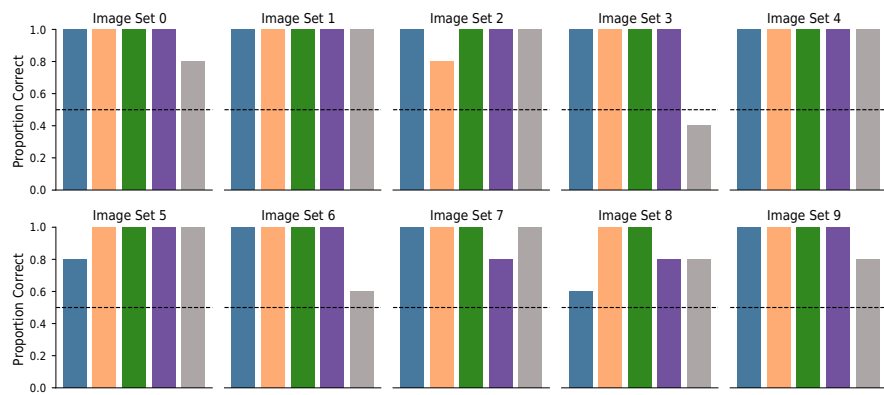 Image Set 0
Image Set 1
Image Set 2
Image Set 3
Image Set 4
Proportion Correct
1.0
0.8
0.6
0.4
0.2
0.0
Image Set 5
Image Set 6
Image Set 7
Image Set 8
Image Set 9
Proportion Correct
1.0
0.8
0.6
0.4
0.2
0.0